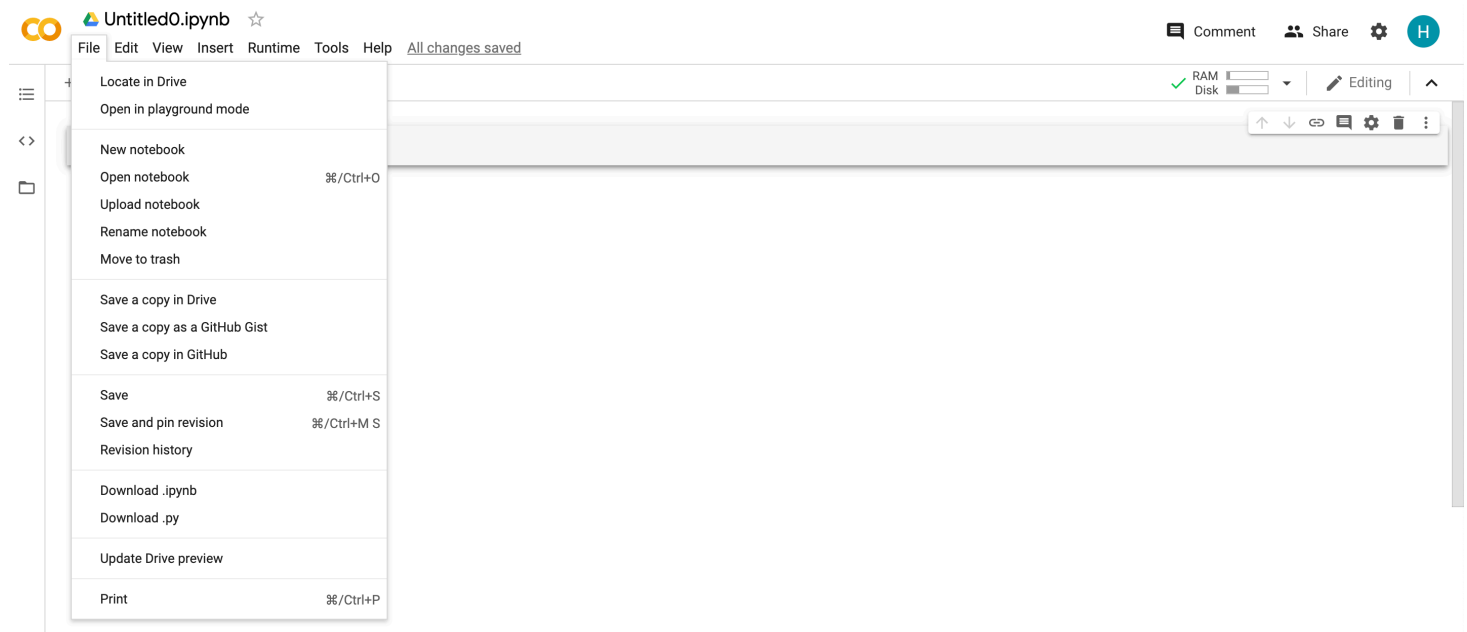 Untitled0.ipynb
File Edit View Insert Runtime Tools Help All changes saved
Comment Share H
RAM
Disk
Editing
+
Locate in Drive
Open in playground mode
New notebook
Open notebook ⌘/Ctrl+O
Upload notebook
Rename notebook
Move to trash
Save a copy in Drive
Save a copy as a GitHub Gist
Save a copy in GitHub
Save ⌘/Ctrl+S
Save and pin revision ⌘/Ctrl+M S
Revision history
Download .ipynb
Download .py
Update Drive preview
Print ⌘/Ctrl+P